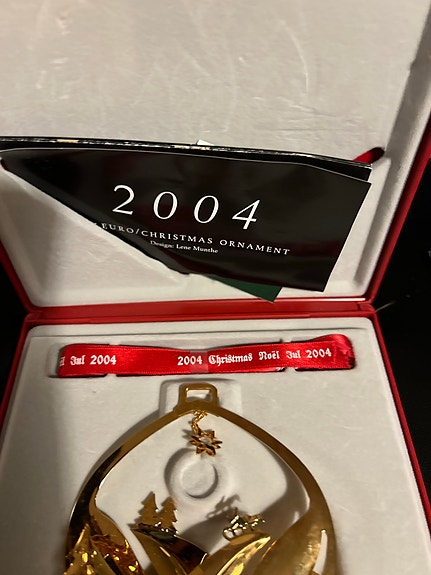 2004
EURO/CHRISTMAS ORNAMENT
Design: Lene Munthe
Jul 2004 2004 Christmas Noël Jul 2004